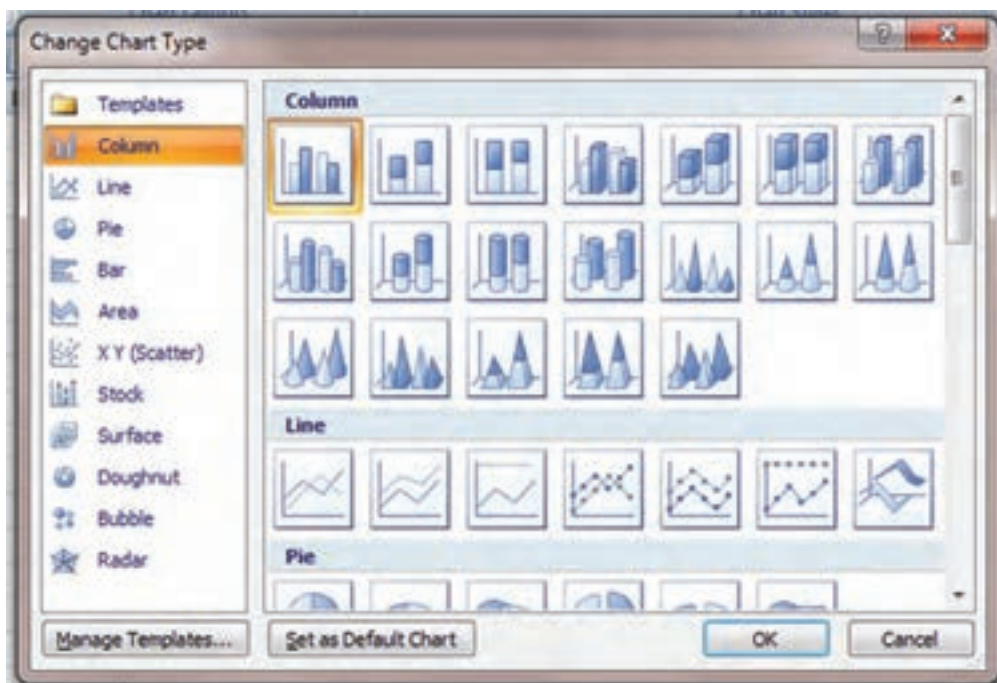 Change Chart Type
Templates
Column
Line
Pie
Bar
Area
X Y (Scatter)
Stock
Surface
Doughnut
Bubble
Radar
Column
Line
Pie
Manage Templates...
Set as Default Chart
OK
Cancel